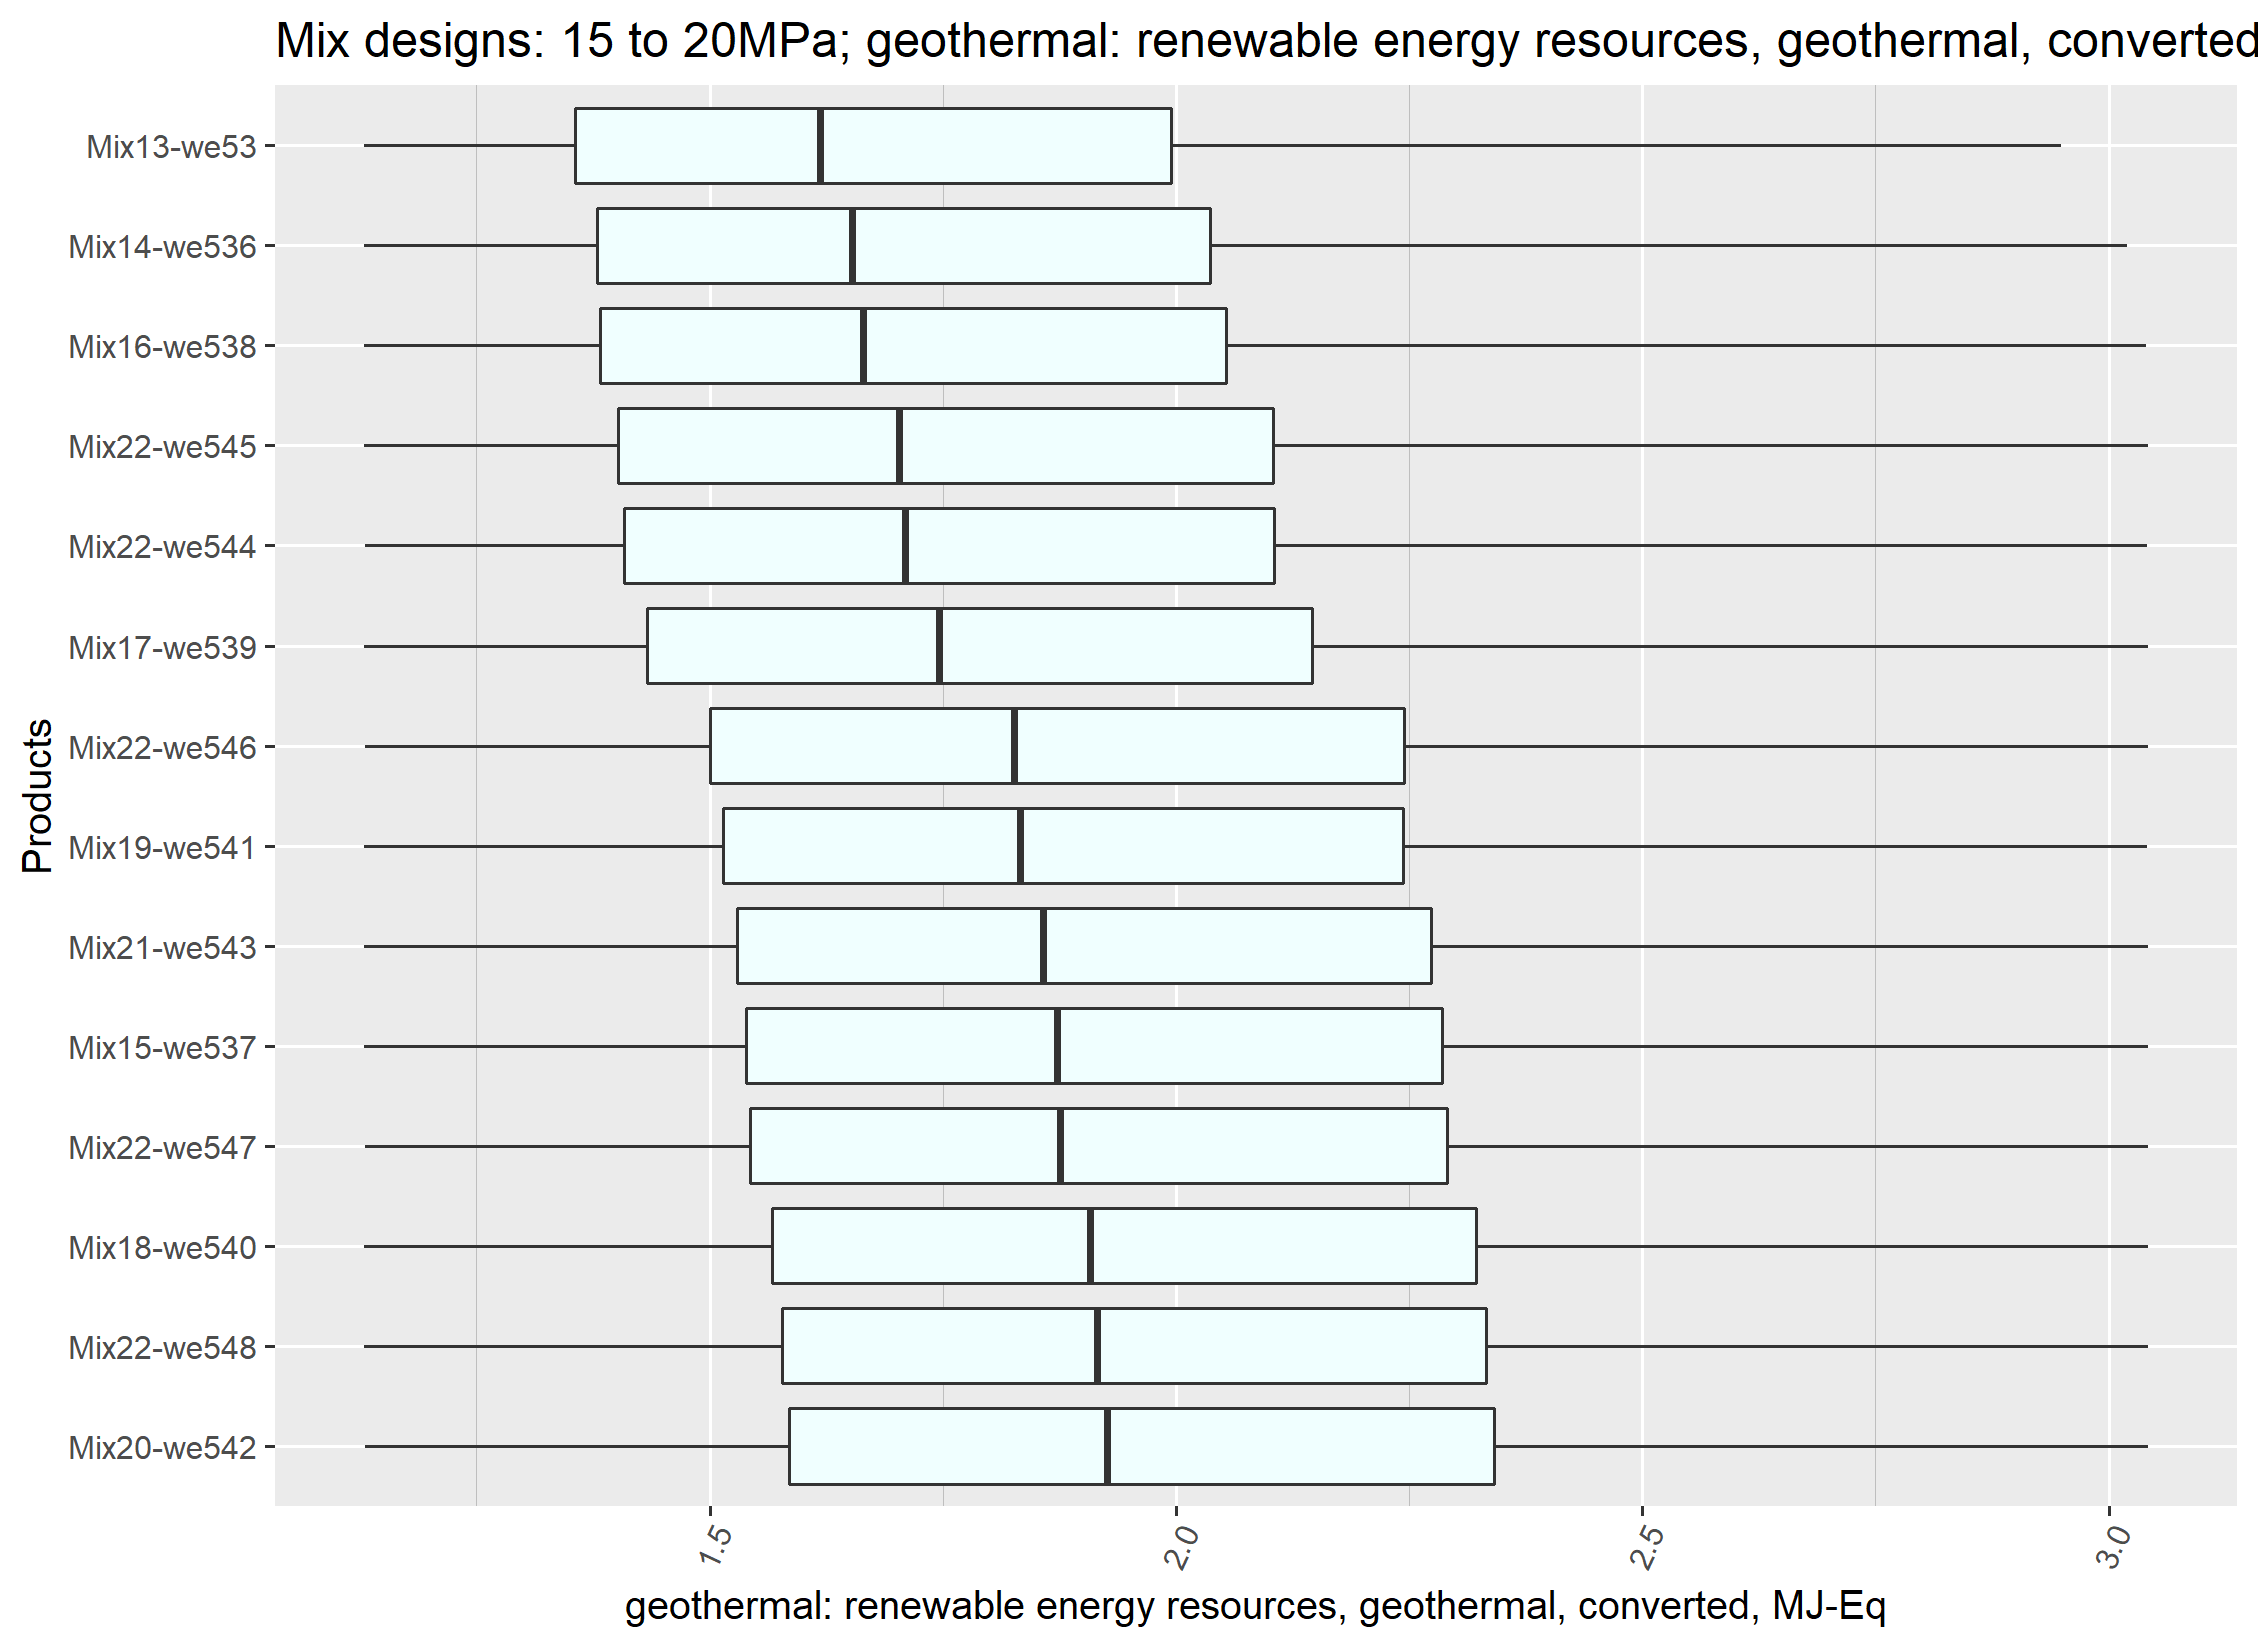 Mix designs: 15 to 20MPa; geothermal: renewable energy resources, geothermal, converted
Products
Mix13-we53
Mix14-we536
Mix16-we538
Mix22-we545
Mix22-we544
Mix17-we539
Mix22-we546
Mix19-we541
Mix21-we543
Mix15-we537
Mix22-we547
Mix18-we540
Mix22-we548
Mix20-we542
1.5
2.0
2.5
3.0
geothermal: renewable energy resources, geothermal, converted, MJ-Eq